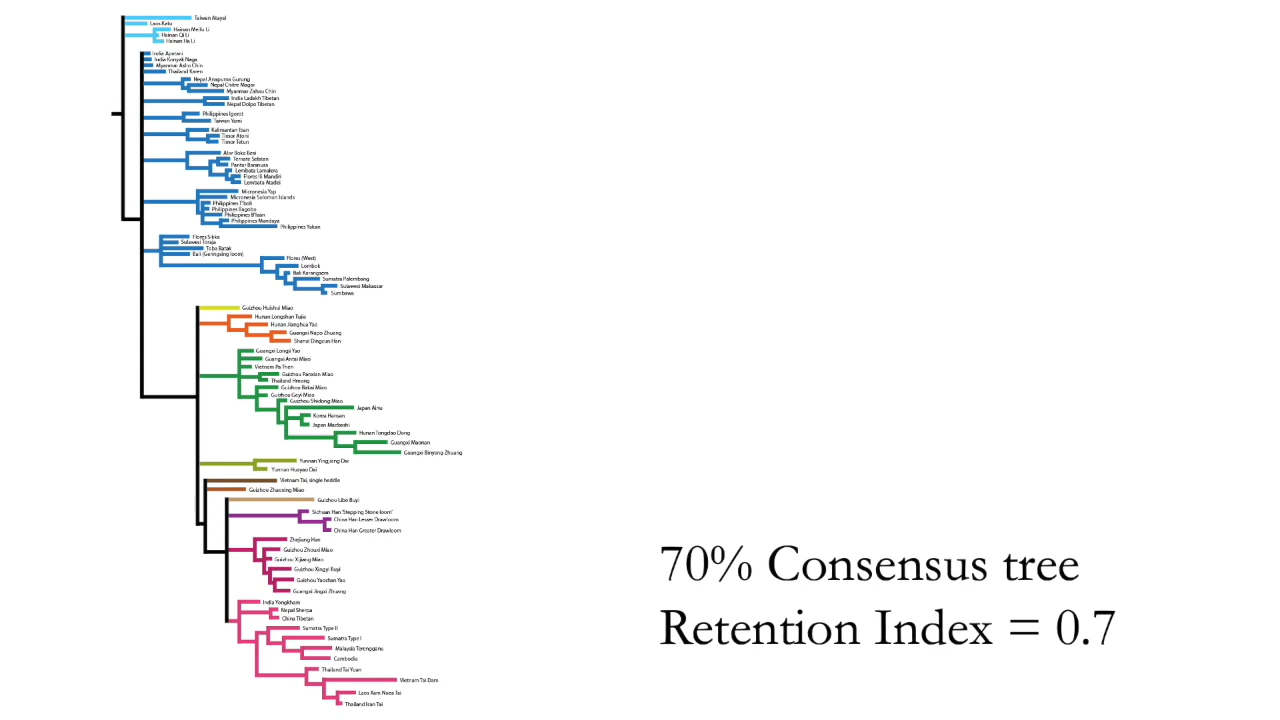 Taiwan Atayal
Laos Katu
Hainan Meifu Li
Hainan Qi Li
Hainan Ha Li
India Apatani
India Konyak Naga
Myanmar Asho Chin
Thailand Karen
Nepal Anapurna Gurung
Nepal Chitre Magar
Myanmar Zahau Chin
India Ladakh Tibetan
Nepal Dolpo Tibetan
Philippines Igorot
Taiwan Yami
Kalimantan Iban
Timor Atoni
Timor Tetun
Alor Baka Besi
Ternate Selatan
Pantar Baranusa
Lembata Lamalera
Flores Ili Mandiri
Lembata Atadei
Micronesia Yap
Micronesia Solomon Islands
Philippines T'boli
Philippines Bagobo
Philippines B'laan
Philippines Mandaya
Philippines Yakan
Flores Sikka
Sulawesi Toraja
Toba Batak
Bali (Geringsing loom)
Flores (West)
Lombok
Bali Karangsem
Sumatra Palembang
Sulawesi Makassar
Sumbawa
Guizhou Huishui Miao
Hunan Longshan Tujia
Hunan Jianghua Yao
Guangxi Napo Zhuang
Shanxi Dingcun Han
Guangxi Longji Yao
Guangxi Antai Miao
Vietnam Pa Then
Guizhou Panxian Miao
Thailand Hmong
Guizhou Bakai Miao
Guizhou Geyi Miao
Guizhou Shidong Miao
Japan Ainu
Korea Hansan
Japan Maoboshi
Hunan Tongdao Dong
Guangxi Maonan
Guangxi Binyang Zhuang
Yunnan Yingjiang Dai
Yunnan Huayao Dai
Vietnam Tai, single heddle
Guizhou Zhaoxing Miao
Guizhou Libo Buyi
Sichuan Han 'Stepping Stone loom'
China Han Lesser Drawloom
China Han Greater Drawloom
Zhejiang Han
Guizhou Zhouxi Miao
Guizhou Xijiang Miao
Guizhou Xingyi Buyi
Guizhou Yaoshan Yao
Guangxi Jingxi Zhuang
India Yongkham
Nepal Sherpa
China Tibetan
Sumatra Type II
Sumatra Type I
Malaysia Terengganu
Cambodia
Thailand Tai Yuan
Vietnam Tai Dam
Laos Xam Nuea Tai
Thailand Isan Tai
70% Consensus tree
Retention Index = 0.7